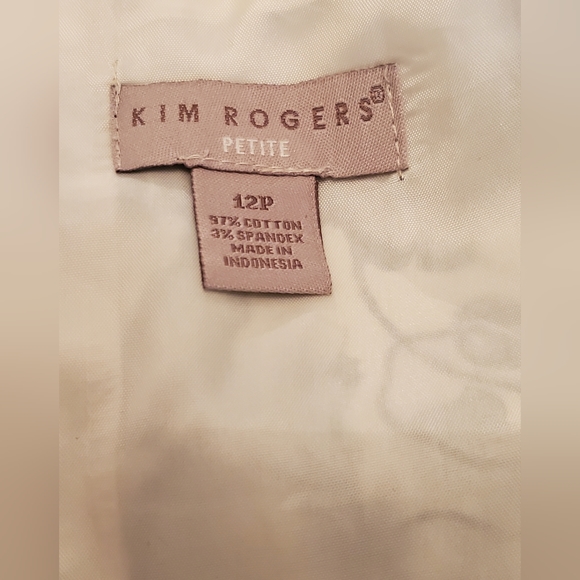 KIM ROGERS®
PETITE
12P
97% COTTON
3% SPANDEX
MADE IN
INDONESIA